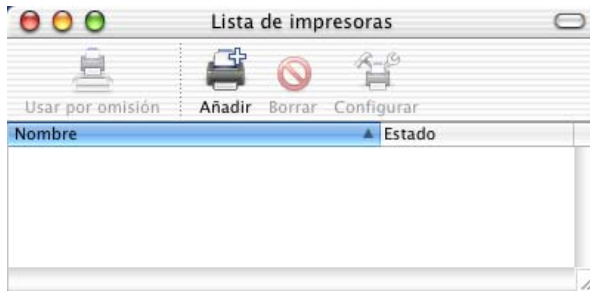 Lista de impresoras
Usar por omisión Añadir Borrar Configurar
Nombre Estado